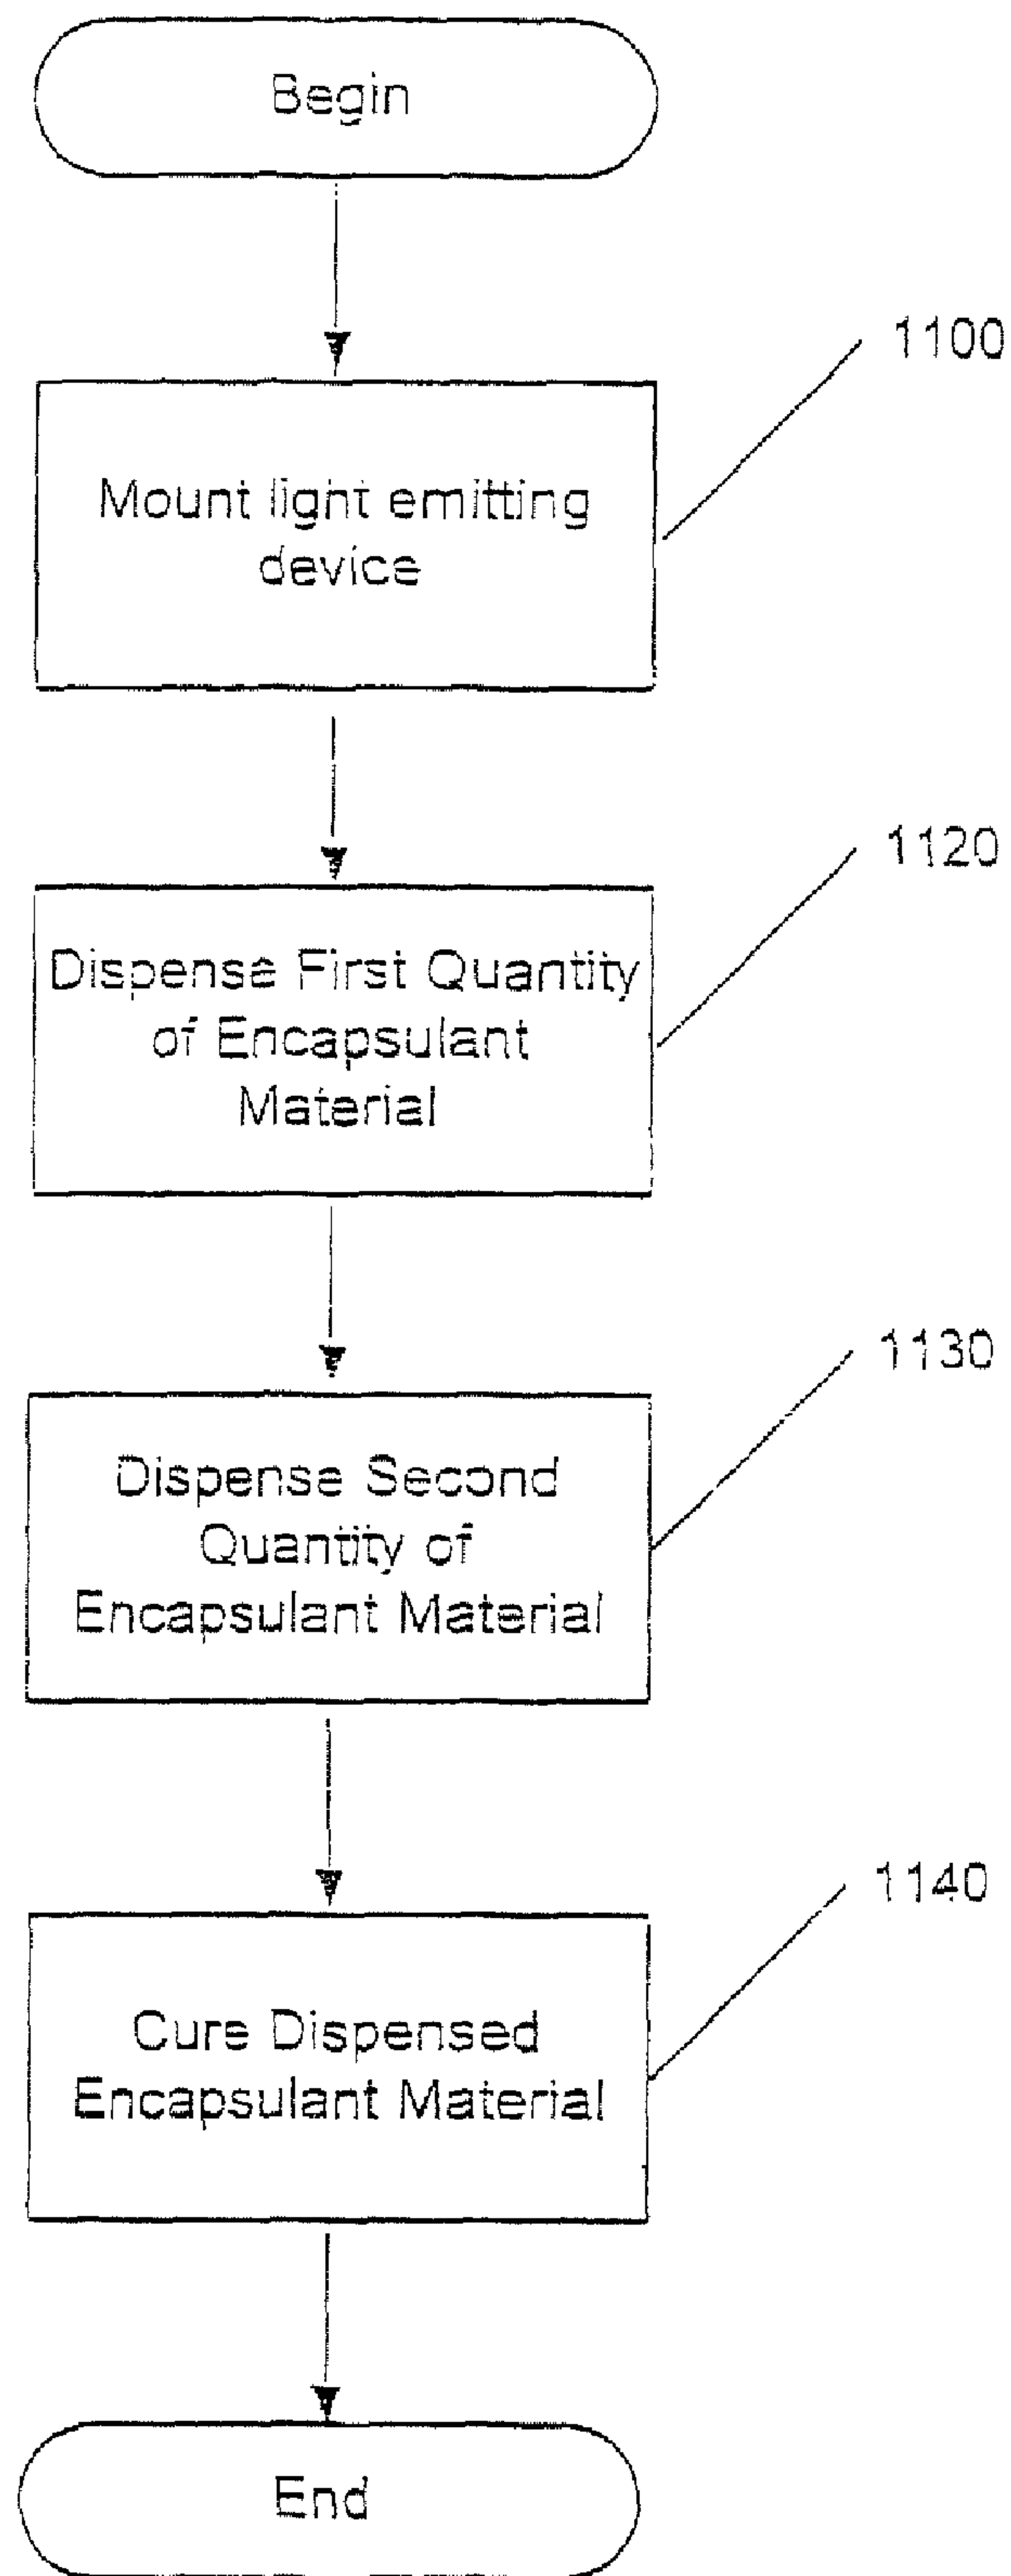 Begin
1100
Mount light emitting
device
1120
Dispense First Quantity
of Encapsulant
Material
1130
Dispense Second
Quantity of
Encapsulant Material
1140
Cure Dispensed
Encapsulant Material
End